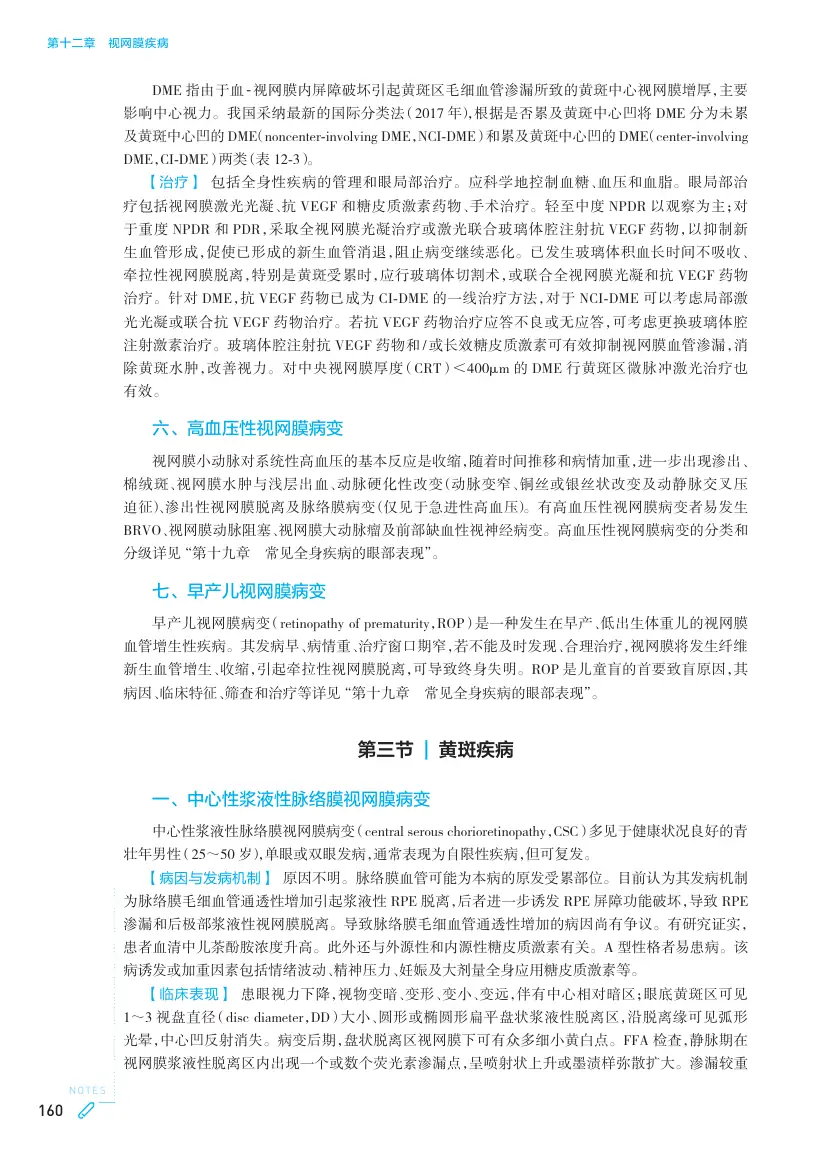 第十二章　视网膜疾病
DME 指由于血-视网膜内屏障破坏引起黄斑区毛细血管渗漏所致的黄斑中心视网膜增厚,主要
影响中心视力。我国采纳最新的国际分类法(2017 年),根据是否累及黄斑中心凹将 DME 分为未累
及黄斑中心凹的 DME(noncenter-involving DME,NCI-DME)和累及黄斑中心凹的 DME(center-involving
DME,CI-DME)两类(表 12-3)。
【治疗】 包括全身性疾病的管理和眼局部治疗。应科学地控制血糖、血压和血脂。眼局部治
疗包括视网膜激光光凝、抗 VEGF 和糖皮质激素药物、手术治疗。轻至中度 NPDR 以观察为主;对
于重度 NPDR 和 PDR,采取全视网膜光凝治疗或激光联合玻璃体腔注射抗 VEGF 药物,以抑制新
生血管形成,促使已形成的新生血管消退,阻止病变继续恶化。已发生玻璃体积血长时间不吸收、
牵拉性视网膜脱离,特别是黄斑受累时,应行玻璃体切割术,或联合全视网膜光凝和抗 VEGF 药物
治疗。针对 DME,抗 VEGF 药物已成为 CI-DME 的一线治疗方法,对于 NCI-DME 可以考虑局部激
光光凝或联合抗 VEGF 药物治疗。若抗 VEGF 药物治疗应答不良或无应答,可考虑更换玻璃体腔
注射激素治疗。玻璃体腔注射抗 VEGF 药物和/或长效糖皮质激素可有效抑制视网膜血管渗漏,消
除黄斑水肿,改善视力。对中央视网膜厚度(CRT)<400μm 的 DME 行黄斑区微脉冲激光治疗也
有效。
六、高血压性视网膜病变
视网膜小动脉对系统性高血压的基本反应是收缩,随着时间推移和病情加重,进一步出现渗出、
棉绒斑、视网膜水肿与浅层出血、动脉硬化性改变(动脉变窄、铜丝或银丝状改变及动静脉交叉压
迫征)、渗出性视网膜脱离及脉络膜病变(仅见于急进性高血压)。有高血压性视网膜病变者易发生
BRVO、视网膜动脉阻塞、视网膜大动脉瘤及前部缺血性视神经病变。高血压性视网膜病变的分类和
分级详见“第十九章　常见全身疾病的眼部表现”。
七、早产儿视网膜病变
早产儿视网膜病变(retinopathy of prematurity,ROP)是一种发生在早产、低出生体重儿的视网膜
血管增生性疾病。其发病早、病情重、治疗窗口期窄,若不能及时发现、合理治疗,视网膜将发生纤维
新生血管增生、收缩,引起牵拉性视网膜脱离,可导致终身失明。ROP 是儿童盲的首要致盲原因,其
病因、临床特征、筛查和治疗等详见“第十九章　常见全身疾病的眼部表现”。
第三节 | 黄斑疾病
一、中心性浆液性脉络膜视网膜病变
中心性浆液性脉络膜视网膜病变(central serous chorioretinopathy,CSC)多见于健康状况良好的青
壮年男性(25～50 岁),单眼或双眼发病,通常表现为自限性疾病,但可复发。
【病因与发病机制】 原因不明。脉络膜血管可能为本病的原发受累部位。目前认为其发病机制
为脉络膜毛细血管通透性增加引起浆液性 RPE 脱离,后者进一步诱发 RPE 屏障功能破坏,导致 RPE
渗漏和后极部浆液性视网膜脱离。导致脉络膜毛细血管通透性增加的病因尚有争议。有研究证实,
患者血清中儿茶酚胺浓度升高。此外还与外源性和内源性糖皮质激素有关。A 型性格者易患病。该
病诱发或加重因素包括情绪波动、精神压力、妊娠及大剂量全身应用糖皮质激素等。
【临床表现】 患眼视力下降,视物变暗、变形、变小、变远,伴有中心相对暗区;眼底黄斑区可见
1～3 视盘直径(disc diameter,DD)大小、圆形或椭圆形扁平盘状浆液性脱离区,沿脱离缘可见弧形
光晕,中心凹反射消失。病变后期,盘状脱离区视网膜下可有众多细小黄白点。FFA 检查,静脉期在
视网膜浆液性脱离区内出现一个或数个荧光素渗漏点,呈喷射状上升或墨渍样弥散扩大。渗漏较重
NOTES
160